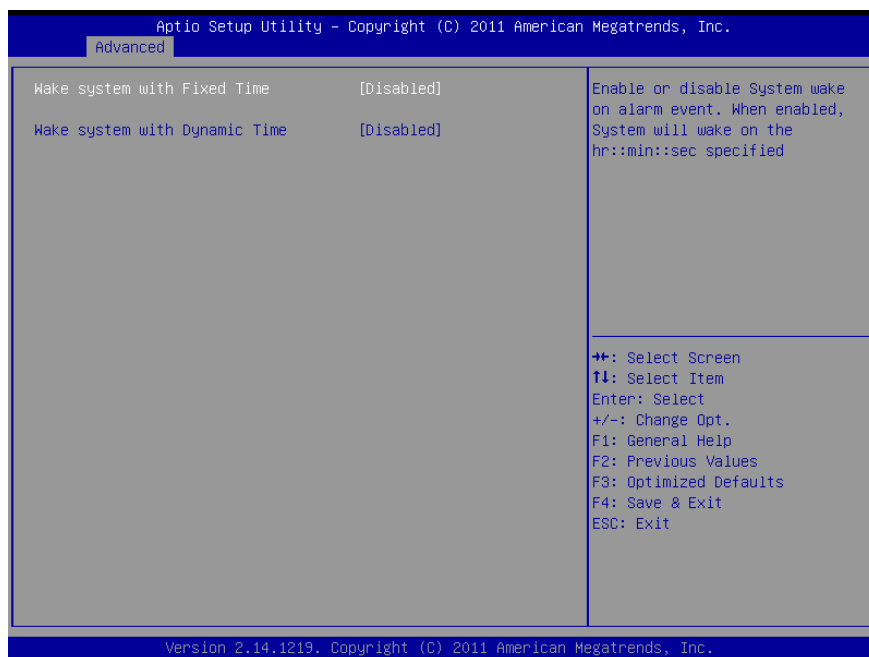 Aptio Setup Utility – Copyright (C) 2011 American Megatrends, Inc.
Advanced
Wake system with Fixed Time [Disabled]
Wake system with Dynamic Time [Disabled]
Enable or disable System wake
on alarm event. When enabled,
System will wake on the
hr::min::sec specified
→←: Select Screen
↑↓: Select Item
Enter: Select
+/-: Change Opt.
F1: General Help
F2: Previous Values
F3: Optimized Defaults
F4: Save & Exit
ESC: Exit
Version 2.14.1219. Copyright (C) 2011 American Megatrends, Inc.